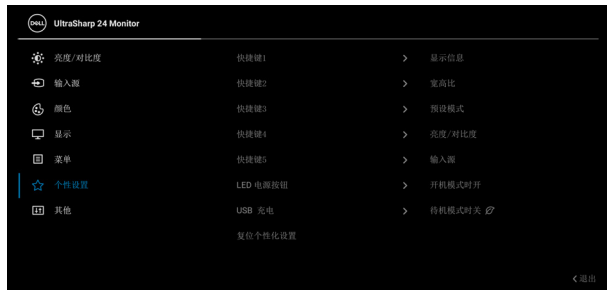 DELL UltraSharp 24 Monitor
亮度/对比度 快捷键1 显示信息
输入源 快捷键2 宽高比
颜色 快捷键3 预设模式
显示 快捷键4 亮度/对比度
菜单 快捷键5 输入源
个性设置 LED 电源按钮 开机模式时开
其他 USB 充电 待机模式时关
复位个性化设置
退出